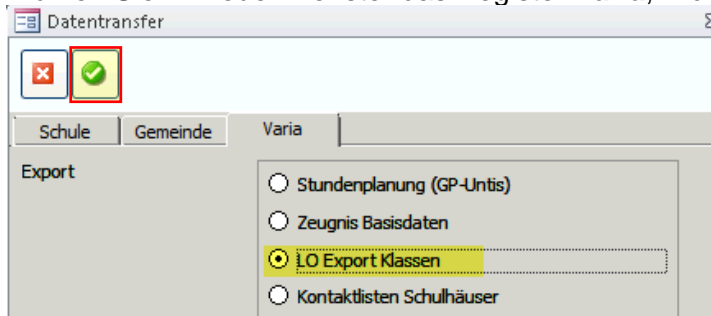 Datentransfer
Schule Gemeinde Varia
Export
Stundenplanung (GP-Untis)
Zeugnis Basisdaten
LO Export Klassen
Kontaktlisten Schulhäuser